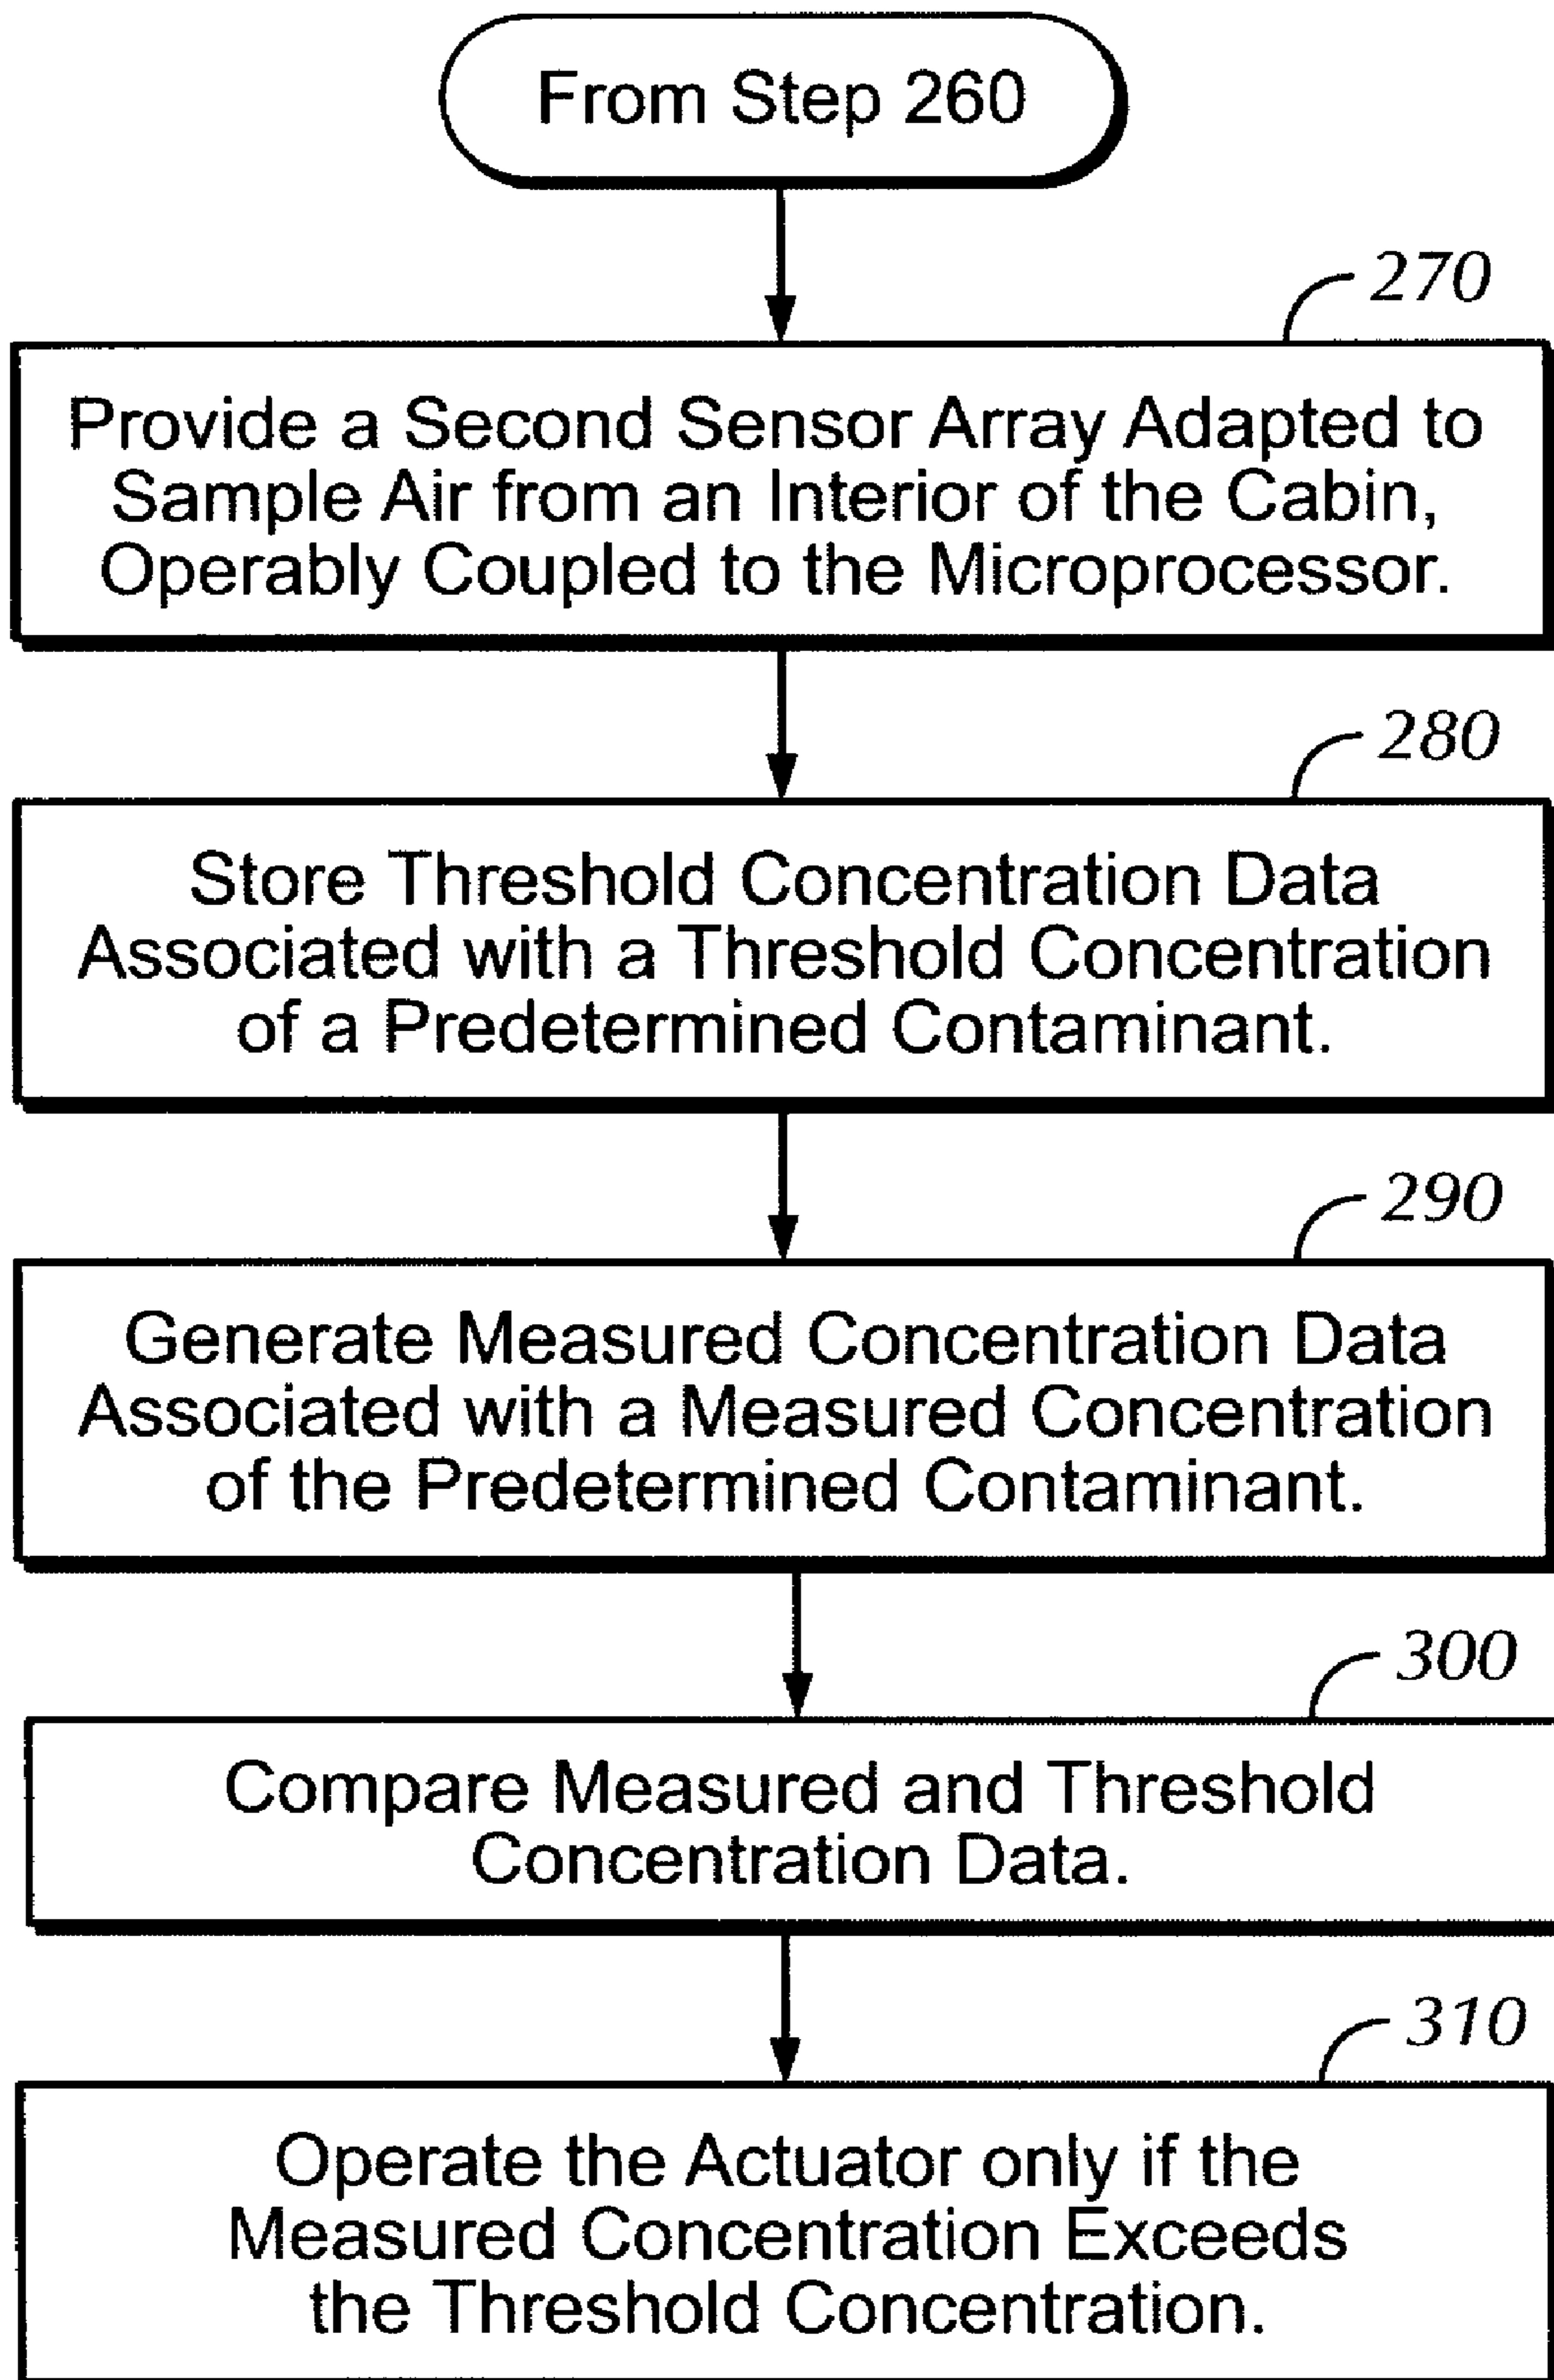 From Step 260
270
Provide a Second Sensor Array Adapted to
Sample Air from an Interior of the Cabin,
Operably Coupled to the Microprocessor.
280
Store Threshold Concentration Data
Associated with a Threshold Concentration
of a Predetermined Contaminant.
290
Generate Measured Concentration Data
Associated with a Measured Concentration
of the Predetermined Contaminant.
300
Compare Measured and Threshold
Concentration Data.
310
Operate the Actuator only if the
Measured Concentration Exceeds
the Threshold Concentration.